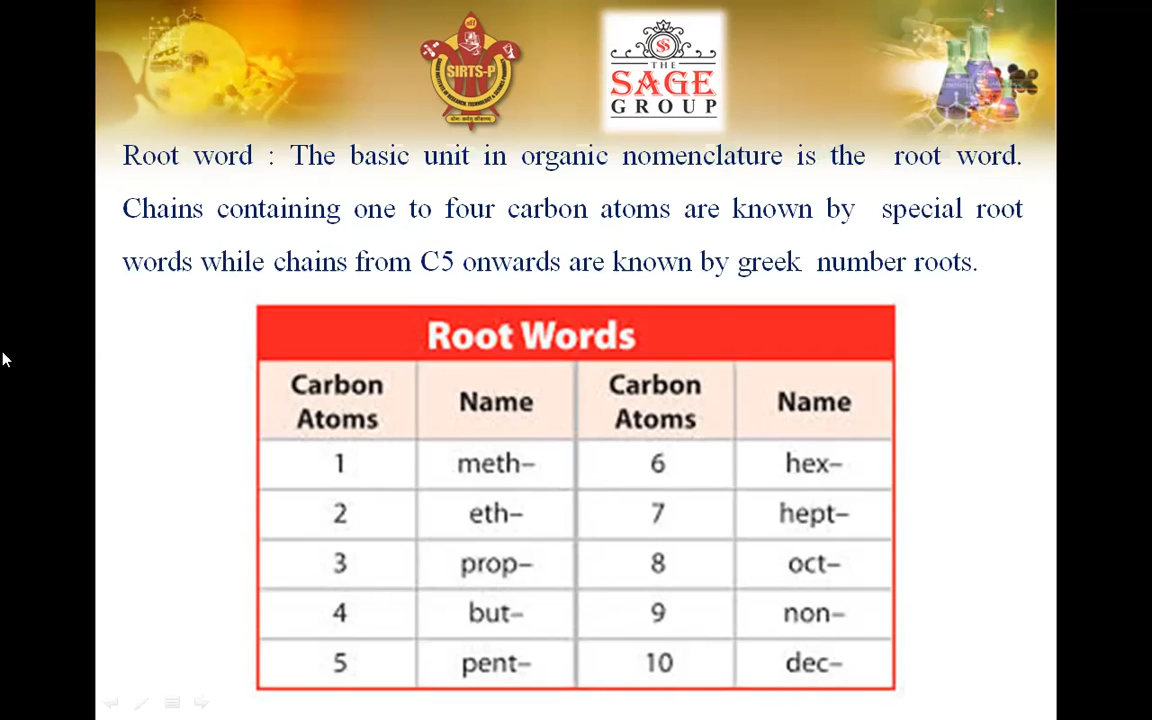 SIRTS-P
THE
SAGE
GROUP
Root word : The basic unit in organic nomenclature is the root word.
Chains containing one to four carbon atoms are known by special root
words while chains from C5 onwards are known by greek number roots.
Root Words
Carbon Atoms Name Carbon Atoms Name
1 meth– 6 hex–
2 eth– 7 hept–
3 prop– 8 oct–
4 but– 9 non–
5 pent– 10 dec–